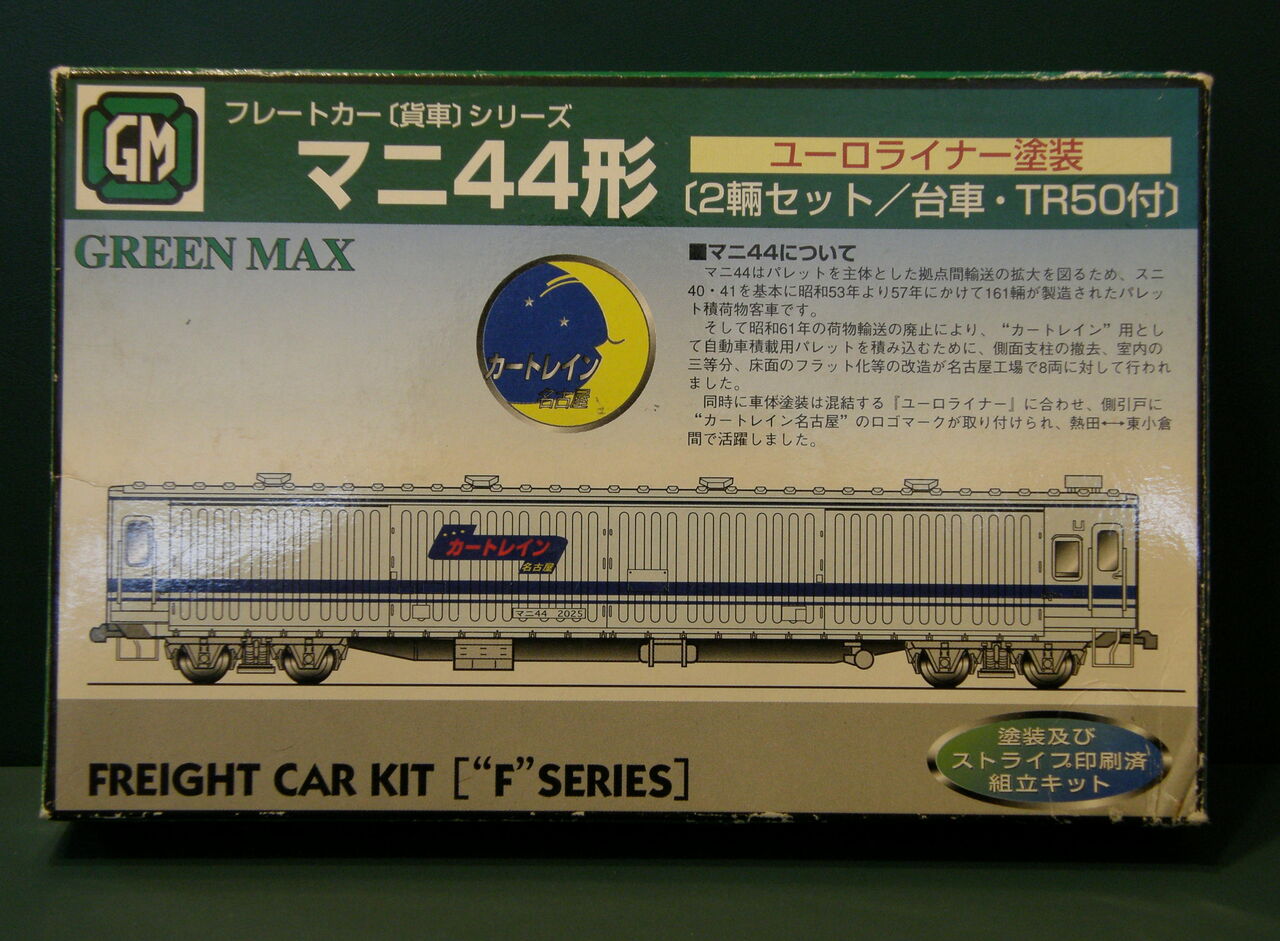 GM
フレートカー〔貨車〕シリーズ
マニ44形
ユーロライナー塗装
〔2輛セット／台車・TR50付〕
GREEN MAX
カートレイン
名古屋
■マニ44について
マニ44はパレットを主体とした拠点間輸送の拡大を図るため、スニ
40・41を基本に昭和53年より57年にかけて161輛が製造されたパレッ
ト積荷物客車です。
そして昭和61年の荷物輸送の廃止により、“カートレイン”用とし
て自動車積載用パレットを積み込むために、側面支柱の撤去、室内の
三等分、床面のフラット化等の改造が名古屋工場で8両に対して行われ
ました。
同時に車体塗装は混結する『ユーロライナー』に合わせ、側引戸に
“カートレイン名古屋”のロゴマークが取り付けられ、熱田↔東小倉
間で活躍しました。
カートレイン
名古屋
マニ44 2025
FREIGHT CAR KIT [“F” SERIES]
塗装及び
ストライプ印刷済
組立キット